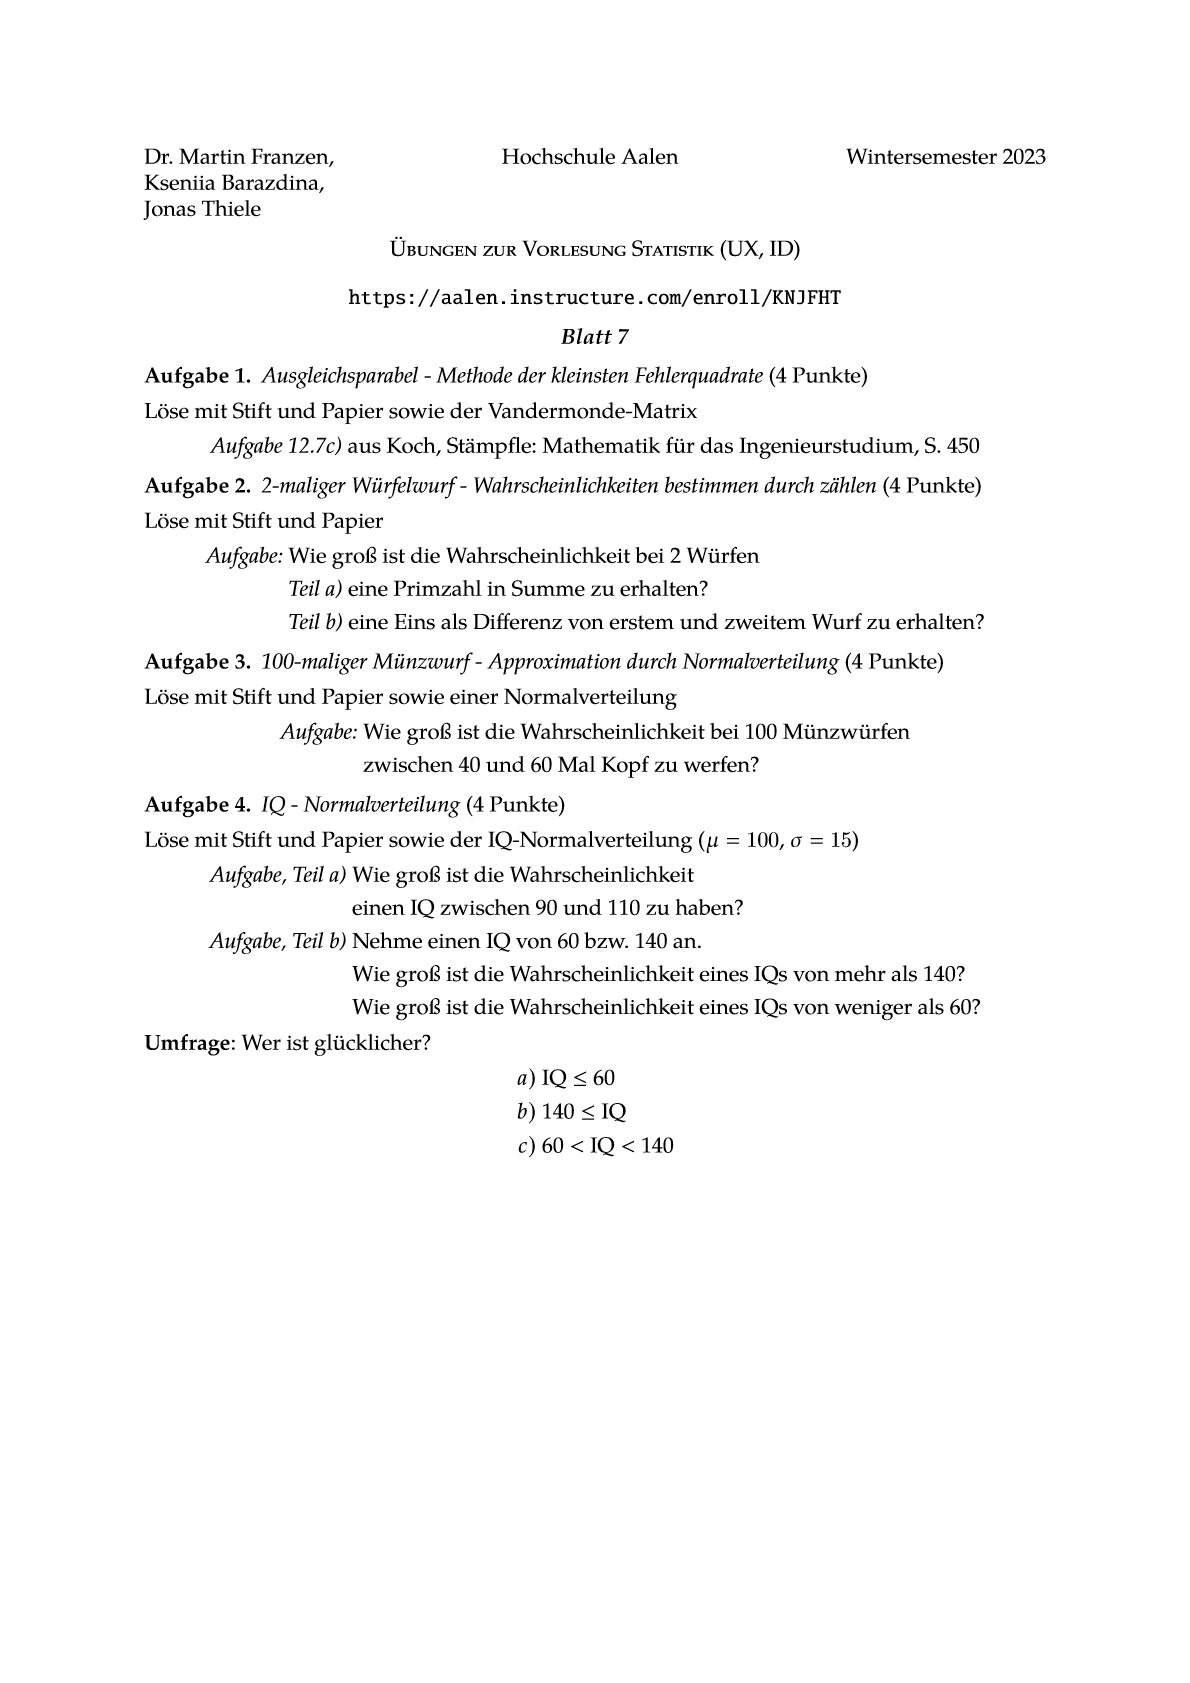 Dr. Martin Franzen, Hochschule Aalen Wintersemester 2023
Kseniia Barazdina,
Jonas Thiele
Übungen zur Vorlesung Statistik (UX, ID)
https://aalen.instructure.com/enroll/KNJFHT
Blatt 7
Aufgabe 1. Ausgleichsparabel - Methode der kleinsten Fehlerquadrate (4 Punkte)
Löse mit Stift und Papier sowie der Vandermonde-Matrix
Aufgabe 12.7c) aus Koch, Stämpfle: Mathematik für das Ingenieurstudium, S. 450
Aufgabe 2. 2-maliger Würfelwurf - Wahrscheinlichkeiten bestimmen durch zählen (4 Punkte)
Löse mit Stift und Papier
Aufgabe: Wie groß ist die Wahrscheinlichkeit bei 2 Würfen
Teil a) eine Primzahl in Summe zu erhalten?
Teil b) eine Eins als Differenz von erstem und zweitem Wurf zu erhalten?
Aufgabe 3. 100-maliger Münzwurf - Approximation durch Normalverteilung (4 Punkte)
Löse mit Stift und Papier sowie einer Normalverteilung
Aufgabe: Wie groß ist die Wahrscheinlichkeit bei 100 Münzwürfen
zwischen 40 und 60 Mal Kopf zu werfen?
Aufgabe 4. IQ - Normalverteilung (4 Punkte)
Löse mit Stift und Papier sowie der IQ-Normalverteilung (μ = 100, σ = 15)
Aufgabe, Teil a) Wie groß ist die Wahrscheinlichkeit
einen IQ zwischen 90 und 110 zu haben?
Aufgabe, Teil b) Nehme einen IQ von 60 bzw. 140 an.
Wie groß ist die Wahrscheinlichkeit eines IQs von mehr als 140?
Wie groß ist die Wahrscheinlichkeit eines IQs von weniger als 60?
Umfrage: Wer ist glücklicher?
a) IQ ≤ 60
b) 140 ≤ IQ
c) 60 < IQ < 140